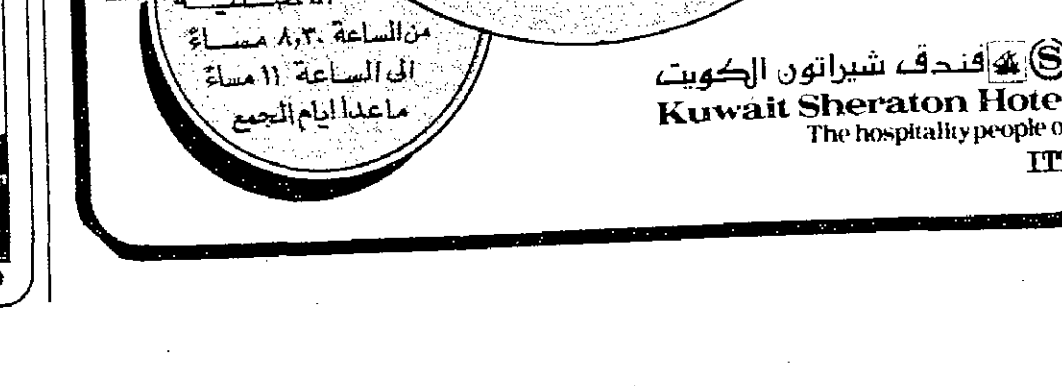 من الساعة ٨,٣٠ مساءً
الى الساعة ١١ مساءً
ماعدا ايام الجمع
فندق شيراتون الكويت
Kuwait Sheraton Hote
The hospitality people o
IT